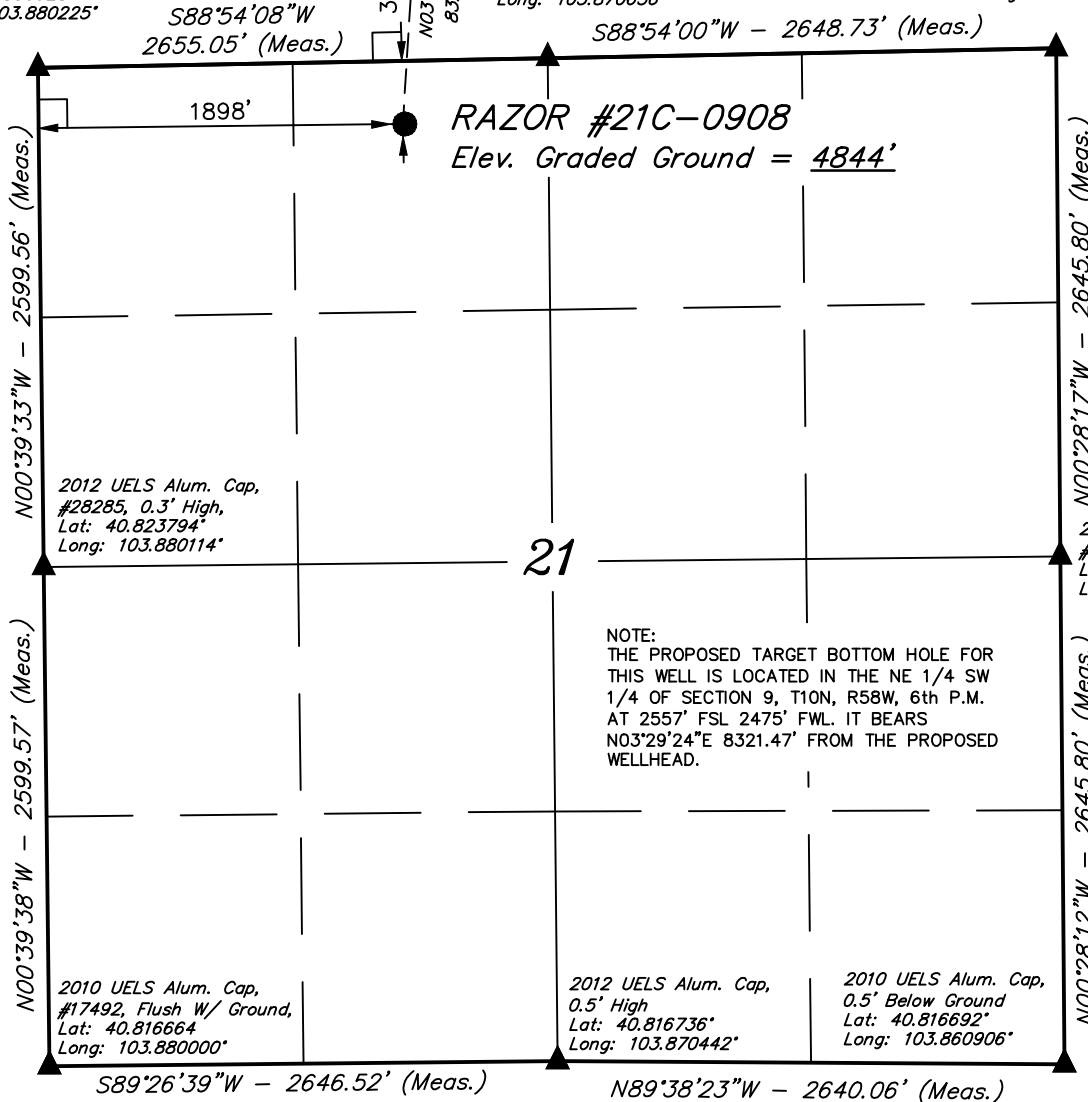 03.880225°
S88°54'08"W
2655.05' (Meas.)
N03
S88°54'00"W - 2648.73' (Meas.)
1898'
RAZOR #21C-0908
Elev. Graded Ground = 4844'
N00°39'33"W - 2599.56' (Meas.)
N00°28'17"W - 2645.80' (Meas.)
2012 UELS Alum. Cap,
#28285, 0.3' High,
Lat: 40.823794°
Long: 103.880114°
21
NOTE:
THE PROPOSED TARGET BOTTOM HOLE FOR
THIS WELL IS LOCATED IN THE NE 1/4 SW
1/4 OF SECTION 9, T10N, R58W, 6th P.M.
AT 2557' FSL 2475' FWL. IT BEARS
N03°29'24"E 8321.47' FROM THE PROPOSED
WELLHEAD.
N00°39'38"W - 2599.57' (Meas.)
N00°28'12"W - 2645.80' (Meas.)
2010 UELS Alum. Cap,
#17492, Flush W/ Ground,
Lat: 40.816664
Long: 103.880000°
2012 UELS Alum. Cap,
0.5' High
Lat: 40.816736°
Long: 103.870442°
2010 UELS Alum. Cap,
0.5' Below Ground
Lat: 40.816692°
Long: 103.860906°
S89°26'39"W - 2646.52' (Meas.)
N89°38'23"W - 2640.06' (Meas.)